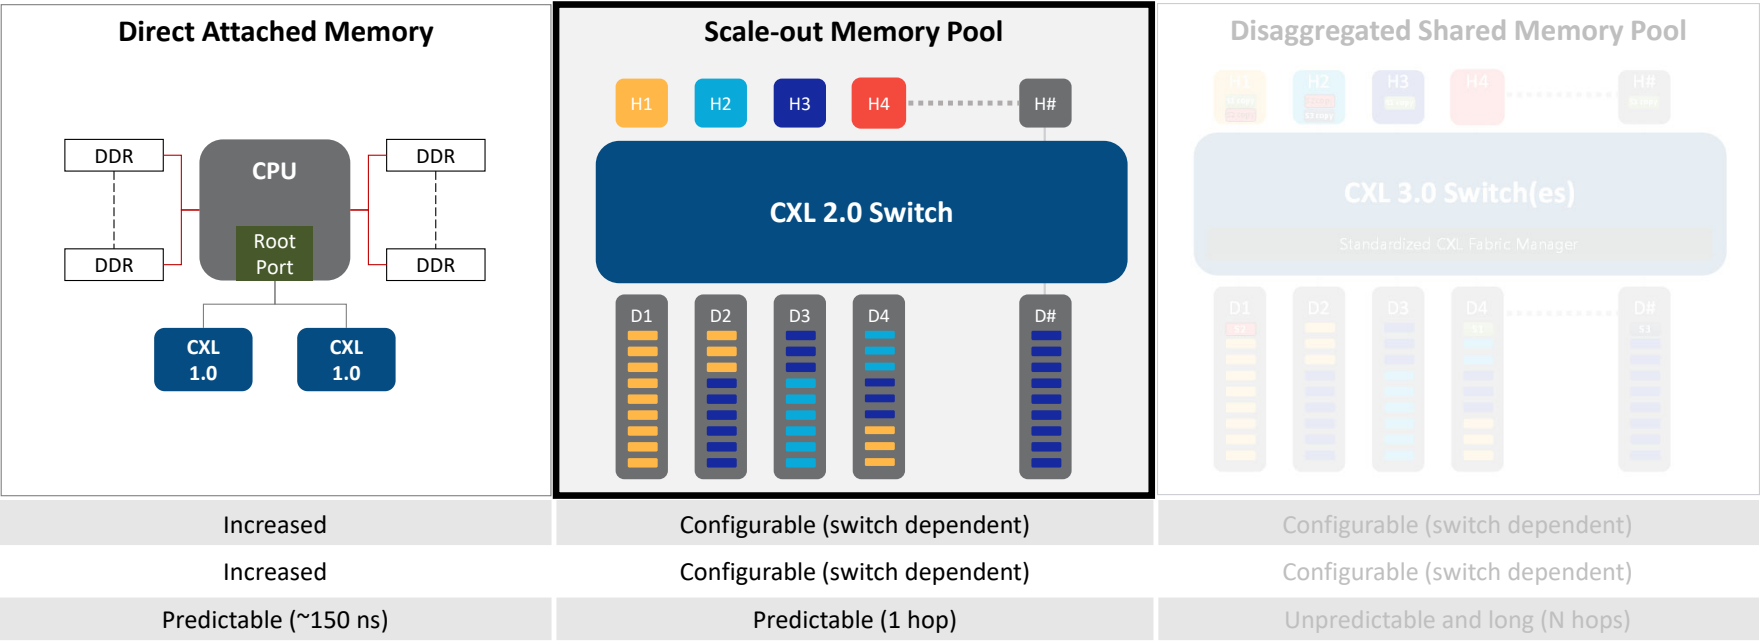 Direct Attached Memory
DDR
DDR
CPU
Root
Port
DDR
DDR
CXL
1.0
CXL
1.0
Scale-out Memory Pool
H1
H2
H3
H4
H#
CXL 2.0 Switch
D1
D2
D3
D4
D#
Disaggregated Shared Memory Pool
H1
H2
H3
H4
H#
CXL 3.0 Switch(es)
Standardized CXL Fabric Manager
D1
D2
D3
D4
D#
S2
S1
S3
Increased
Configurable (switch dependent)
Configurable (switch dependent)
Increased
Configurable (switch dependent)
Configurable (switch dependent)
Predictable (~150 ns)
Predictable (1 hop)
Unpredictable and long (N hops)